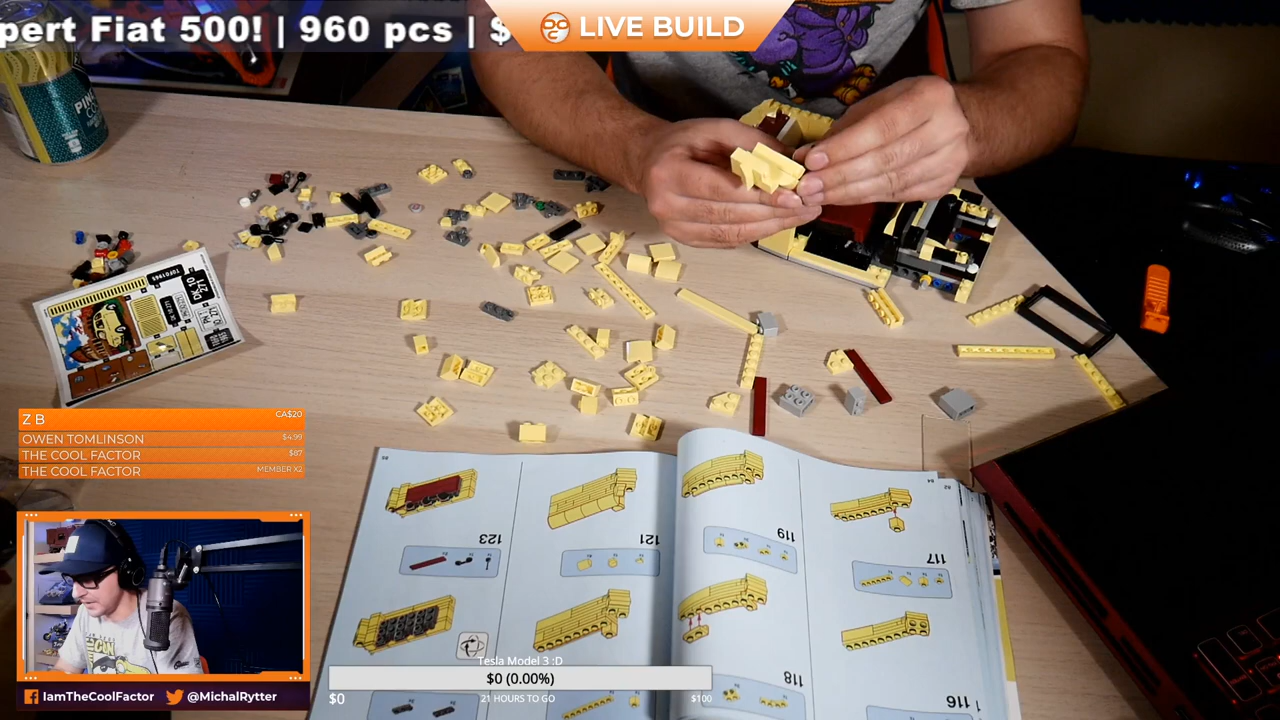 pert Fiat 500! | 960 pcs | $
LIVE BUILD
Z B CA$20
OWEN TOMLINSON $4.99
THE COOL FACTOR $87
THE COOL FACTOR MEMBER X2
IamTheCoolFactor @MichalRytter
Tesla Model 3 :D
$0 (0.00%)
$0 21 HOURS TO GO $100
123
121
119
117
118
116